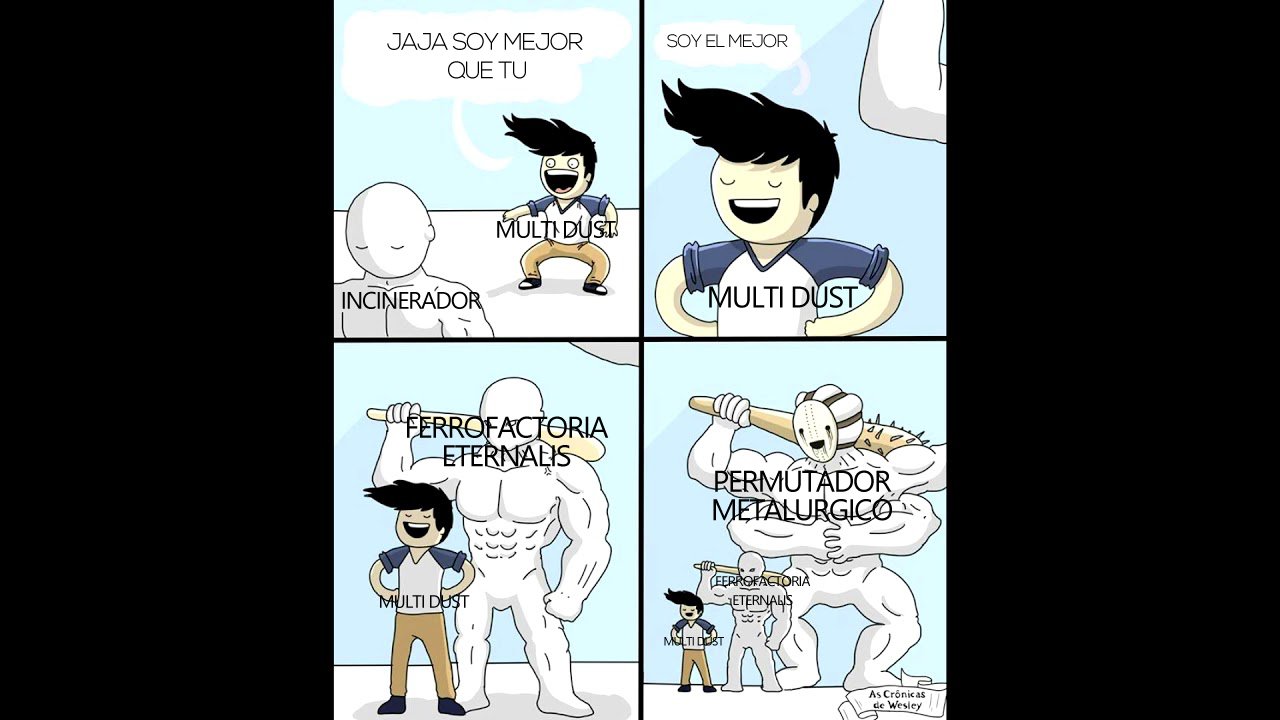 JAJA SOY MEJOR
QUE TU
MULTI DUST
INCINERADOR
SOY EL MEJOR
MULTI DUST
FERROFACTORIA
ETERNALIS
MULTI DUST
PERMUTADOR
METALURGICO
FERROFACTORIA
ETERNALIS
MULTI DUST
As Crônicas
de Wesley